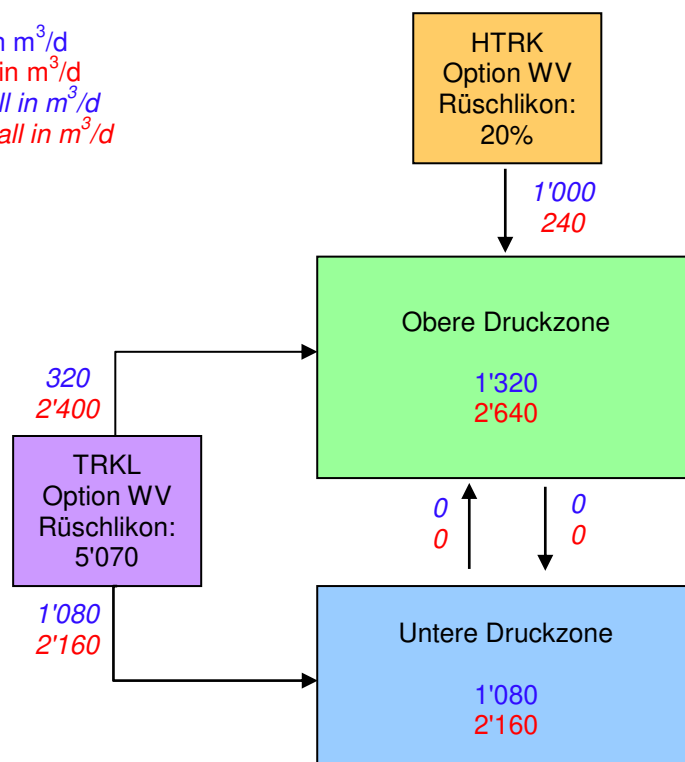 in m³/d
in m³/d
all in m³/d
all in m³/d
HTRK
Option WV
Rüschlikon:
20%
1'000
240
Obere Druckzone
1'320
2'640
320
2'400
TRKL
Option WV
Rüschlikon:
5'070
0
0
0
0
1'080
2'160
Untere Druckzone
1'080
2'160